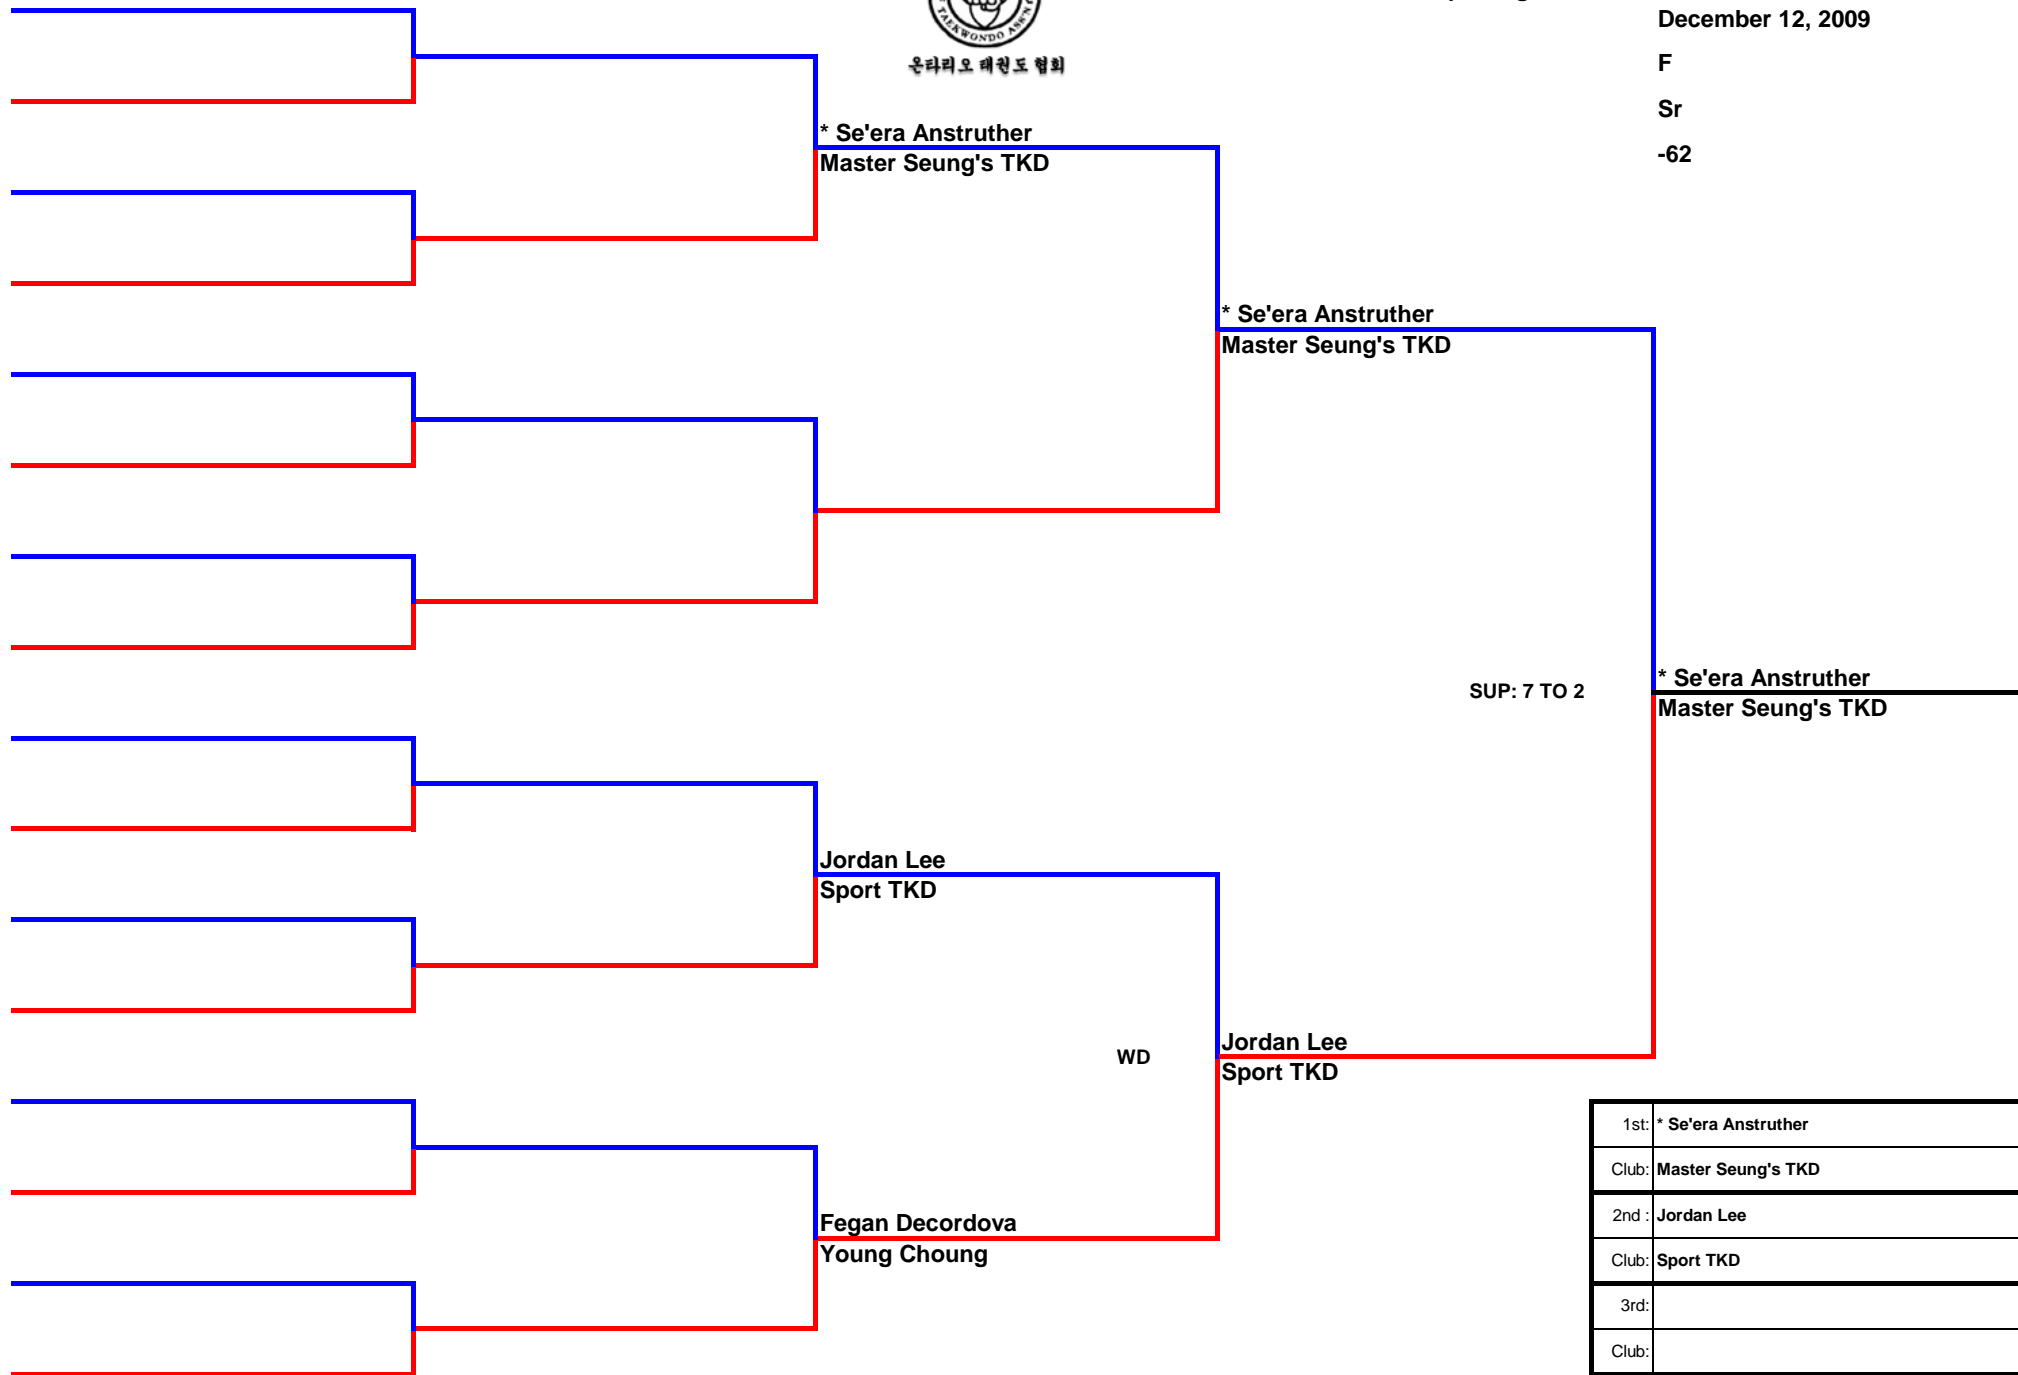 TAEKWONDO ASS'N
온타리오 태권도 협회
December 12, 2009
F
Sr
-62
* Se'era Anstruther
Master Seung's TKD
* Se'era Anstruther
Master Seung's TKD
SUP: 7 TO 2
* Se'era Anstruther
Master Seung's TKD
Jordan Lee
Sport TKD
WD
Jordan Lee
Sport TKD
Fegan Decordova
Young Choung
1st: * Se'era Anstruther
Club: Master Seung's TKD
2nd : Jordan Lee
Club: Sport TKD
3rd:
Club: